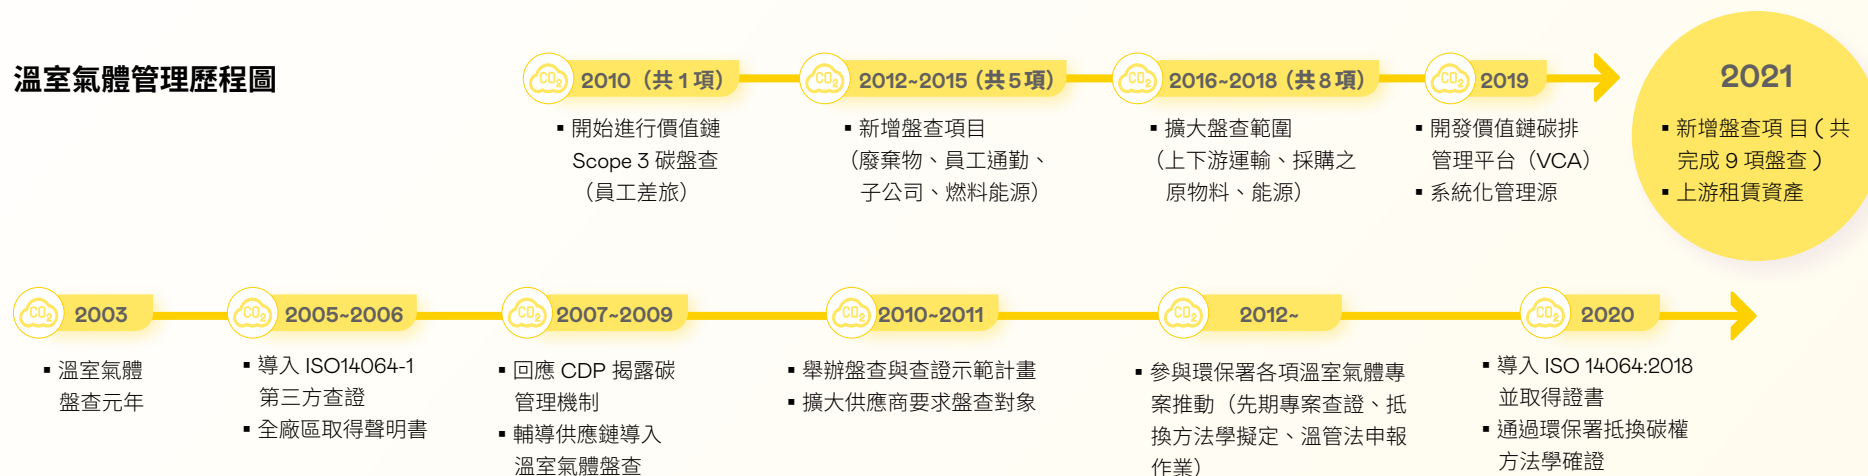 溫室氣體管理歷程圖
CO2 2010（共 1 項）
▪ 開始進行價值鏈
Scope 3 碳盤查
（員工差旅）
CO2 2012~2015（共 5 項）
▪ 新增盤查項目
（廢棄物、員工通勤、
子公司、燃料能源）
CO2 2016~2018（共 8 項）
▪ 擴大盤查範圍
（上下游運輸、採購之
原物料、能源）
CO2 2019
▪ 開發價值鏈碳排
管理平台（VCA）
▪ 系統化管理源
2021
▪ 新增盤查項 目（ 共
完成 9 項盤查 ）
▪ 上游租賃資產
CO2 2003
▪ 溫室氣體
盤查元年
CO2 2005~2006
▪ 導入 ISO14064-1
第三方查證
▪ 全廠區取得聲明書
CO2 2007~2009
▪ 回應 CDP 揭露碳
管理機制
▪ 輔導供應鏈導入
溫室氣體盤查
CO2 2010~2011
▪ 舉辦盤查與查證示範計畫
▪ 擴大供應商要求盤查對象
CO2 2012~
▪ 參與環保署各項溫室氣體專
案推動（先期專案查證、抵
換方法學擬定、溫管法申報
作業）
CO2 2020
▪ 導入 ISO 14064:2018
並取得證書
▪ 通過環保署抵換碳權
方法學確證